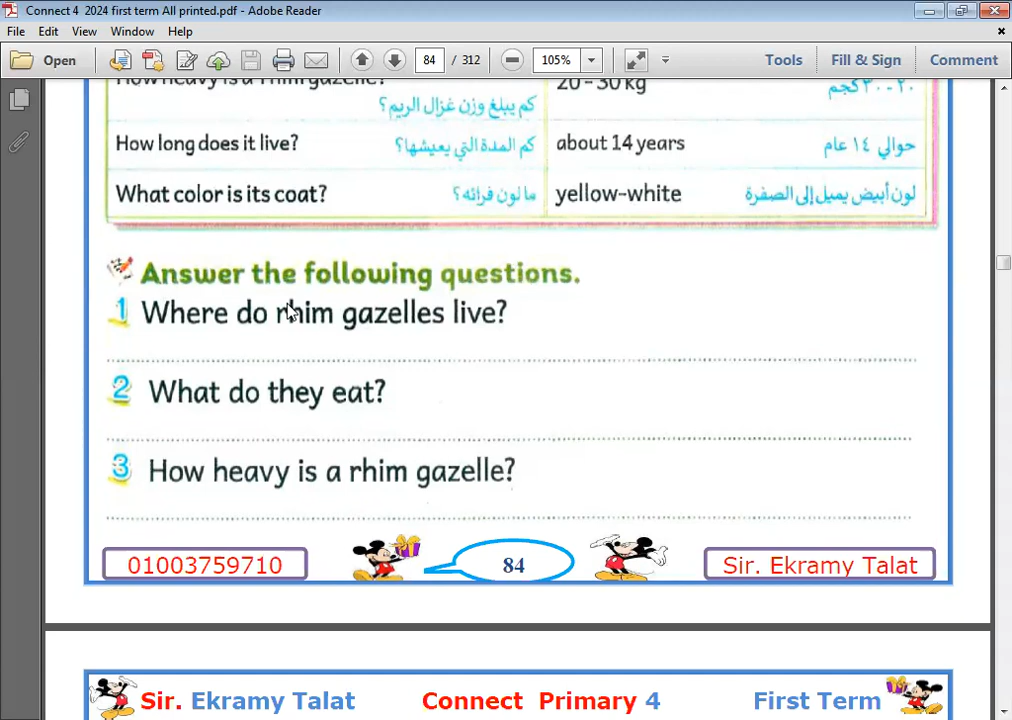 Connect 4 2024 first term All printed.pdf - Adobe Reader
File Edit View Window Help
Open 84 / 312 105% Tools Fill & Sign Comment
How heavy is a rhim gazelle? كم يبلغ وزن غزال الريم؟ 20 - 30 kg ٢٠ - ٣٠ كجم
How long does it live? كم المدة التي يعيشها؟ about 14 years حوالي ١٤ عام
What color is its coat? ما لون فرائه؟ yellow-white لون أبيض يميل إلى الصفرة
Answer the following questions.
1 Where do rhim gazelles live?
2 What do they eat?
3 How heavy is a rhim gazelle?
01003759710 84 Sir. Ekramy Talat
Sir. Ekramy Talat Connect Primary 4 First Term